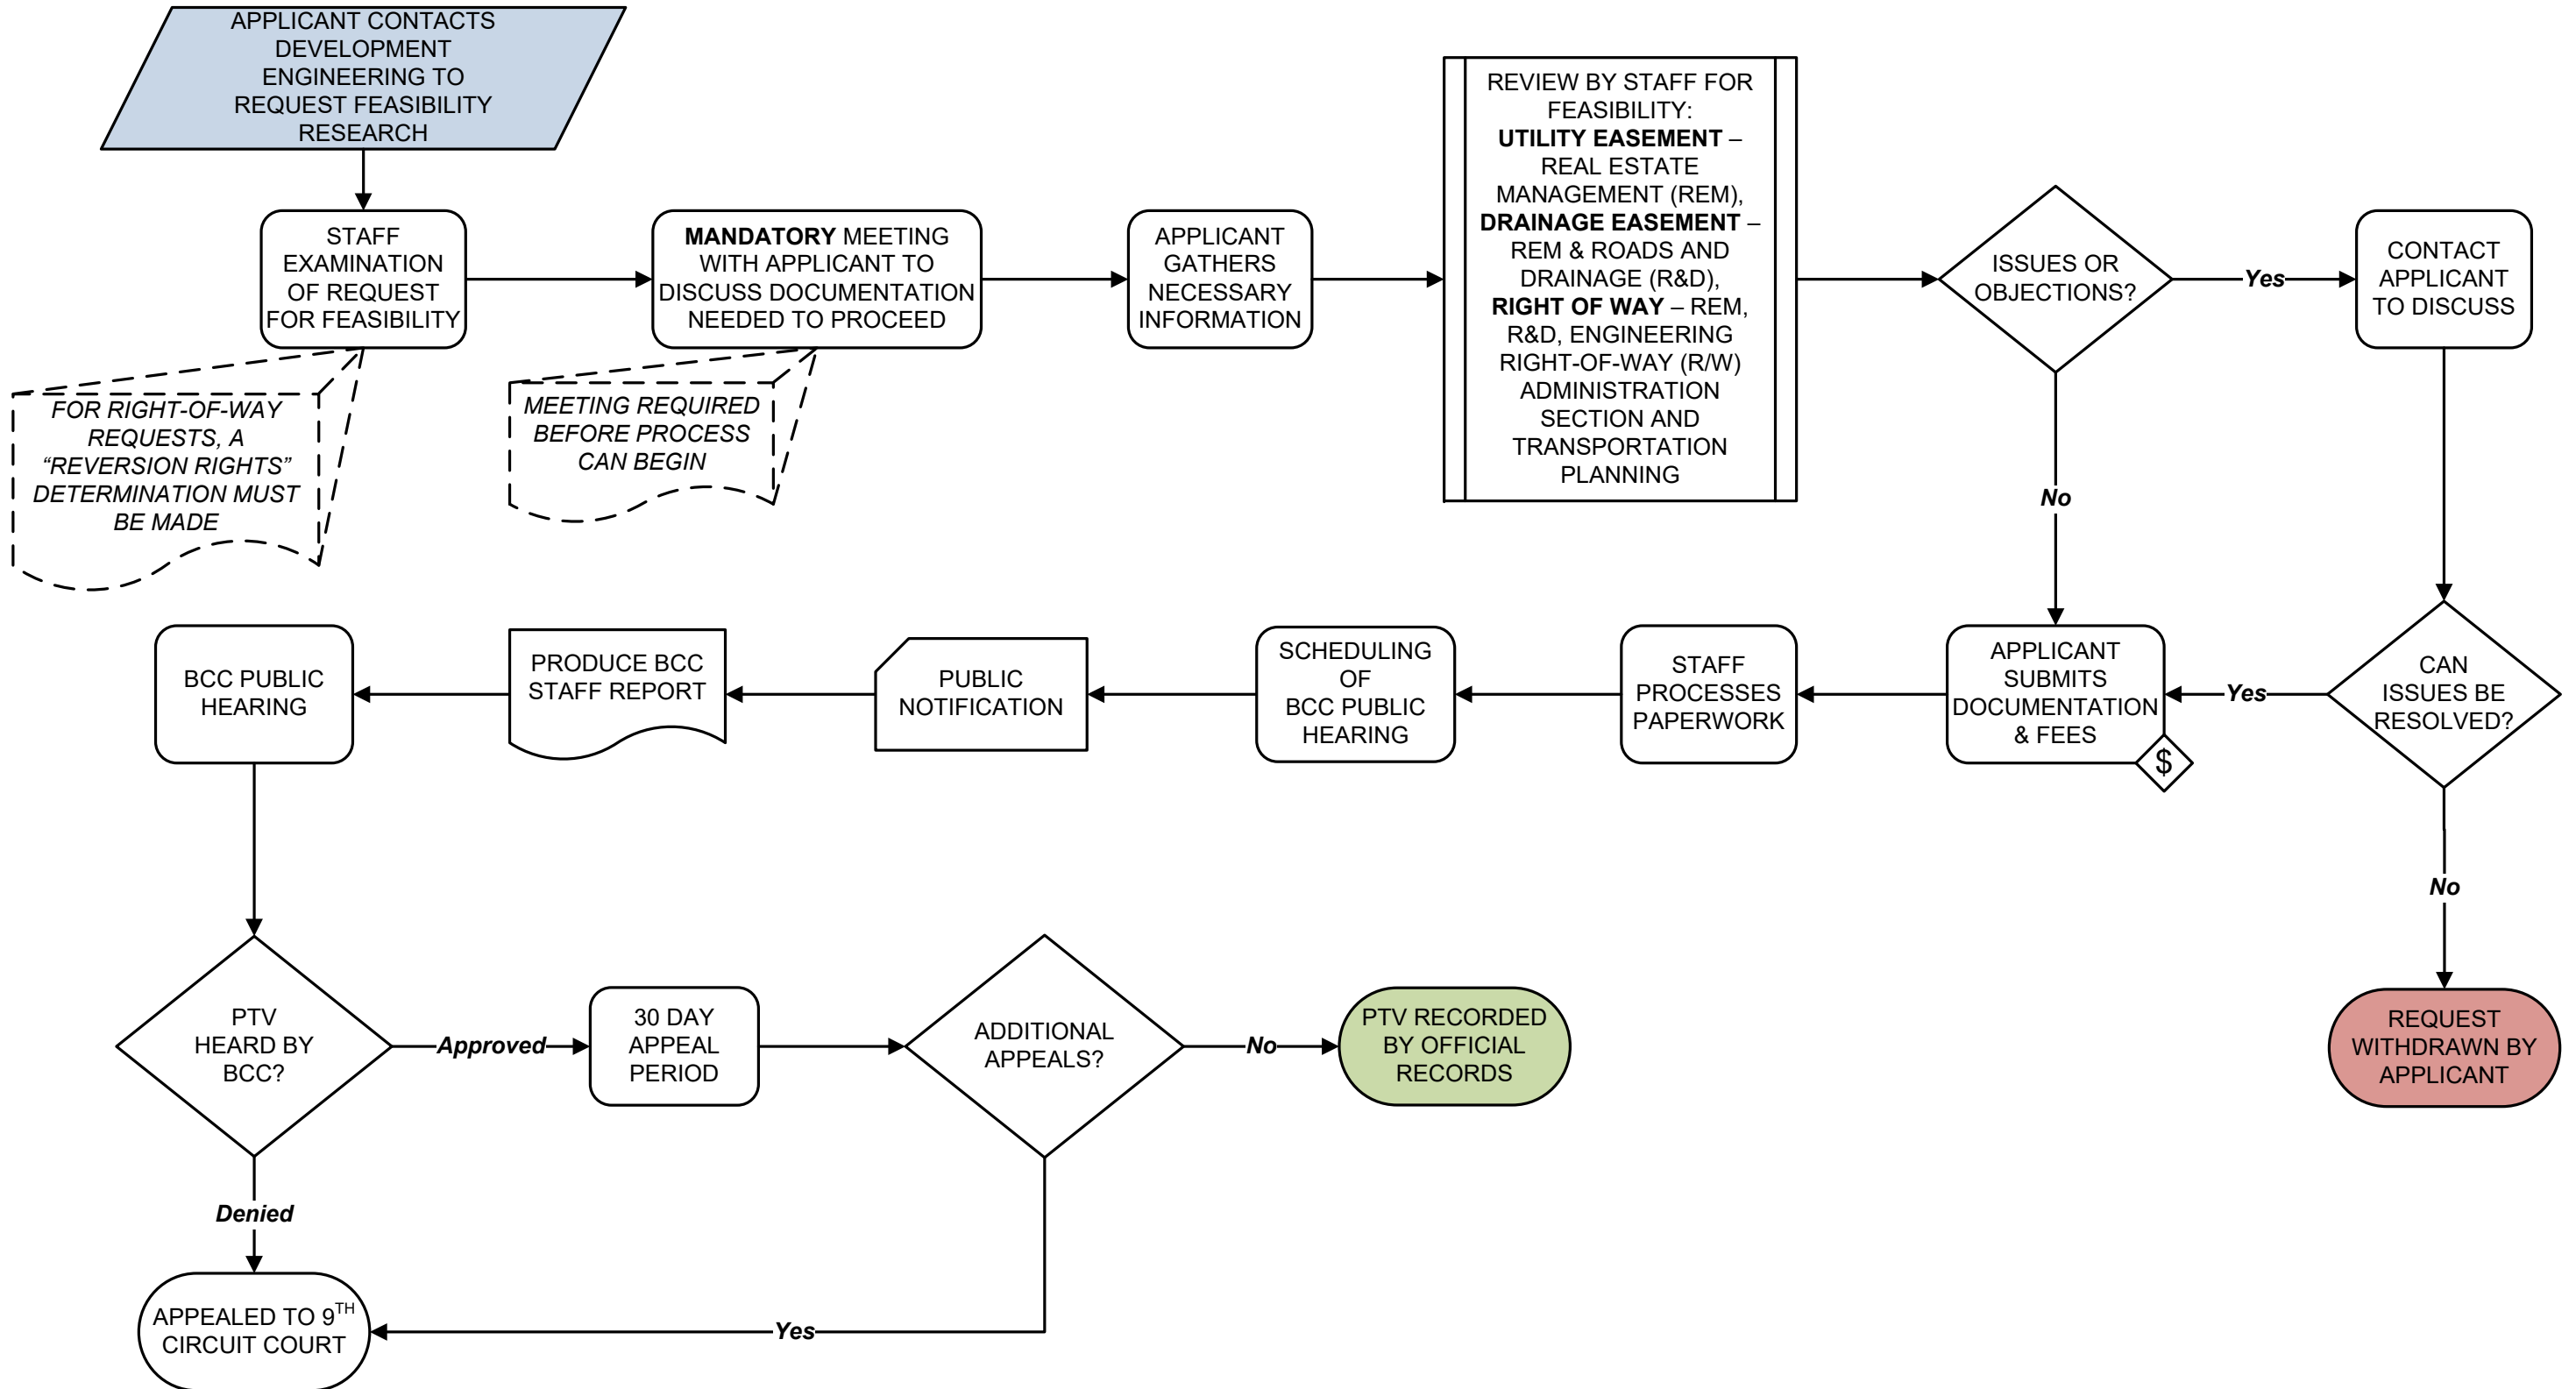 APPLICANT CONTACTS
DEVELOPMENT
ENGINEERING TO
REQUEST FEASIBILITY
RESEARCH
STAFF
EXAMINATION
OF REQUEST
FOR FEASIBILITY
FOR RIGHT-OF-WAY
REQUESTS, A
“REVERSION RIGHTS”
DETERMINATION MUST
BE MADE
MANDATORY MEETING
WITH APPLICANT TO
DISCUSS DOCUMENTATION
NEEDED TO PROCEED
MEETING REQUIRED
BEFORE PROCESS
CAN BEGIN
APPLICANT
GATHERS
NECESSARY
INFORMATION
REVIEW BY STAFF FOR
FEASIBILITY:
UTILITY EASEMENT –
REAL ESTATE
MANAGEMENT (REM),
DRAINAGE EASEMENT –
REM & ROADS AND
DRAINAGE (R&D),
RIGHT OF WAY – REM,
R&D, ENGINEERING
RIGHT-OF-WAY (R/W)
ADMINISTRATION
SECTION AND
TRANSPORTATION
PLANNING
ISSUES OR
OBJECTIONS?
Yes
No
CONTACT
APPLICANT
TO DISCUSS
CAN
ISSUES BE
RESOLVED?
Yes
No
REQUEST
WITHDRAWN BY
APPLICANT
APPLICANT
SUBMITS
DOCUMENTATION
& FEES
$
STAFF
PROCESSES
PAPERWORK
SCHEDULING
OF
BCC PUBLIC
HEARING
PUBLIC
NOTIFICATION
PRODUCE BCC
STAFF REPORT
BCC PUBLIC
HEARING
PTV
HEARD BY
BCC?
Approved
Denied
30 DAY
APPEAL
PERIOD
ADDITIONAL
APPEALS?
No
PTV RECORDED
BY OFFICIAL
RECORDS
Yes
APPEALED TO 9TH
CIRCUIT COURT